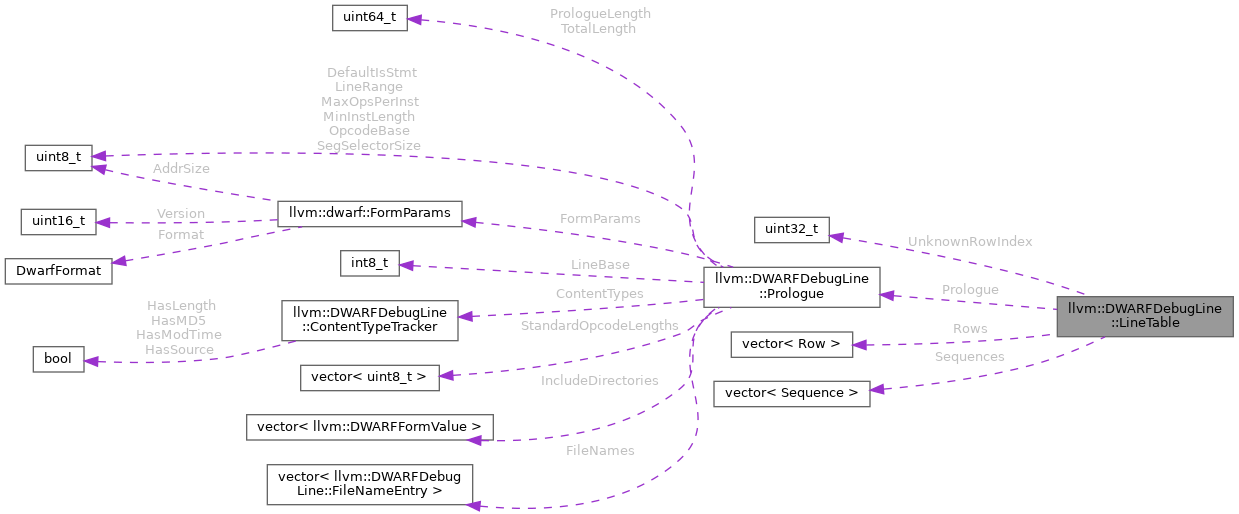 uint64_t
PrologueLength
TotalLength
DefaultIsStmt
LineRange
MaxOpsPerInst
MinInstLength
OpcodeBase
SegSelectorSize
uint8_t
AddrSize
uint16_t
Version
llvm::dwarf::FormParams
FormParams
uint32_t
Format
UnknownRowIndex
DwarfFormat
int8_t
LineBase
llvm::DWARFDebugLine
::Prologue
Prologue
llvm::DWARFDebugLine
::LineTable
ContentTypes
HasLength
HasMD5
HasModTime
HasSource
llvm::DWARFDebugLine
::ContentTypeTracker
StandardOpcodeLengths
Rows
vector< Row >
Sequences
bool
vector< uint8_t >
IncludeDirectories
vector< Sequence >
vector< llvm::DWARFFormValue >
FileNames
vector< llvm::DWARFDebug
Line::FileNameEntry >